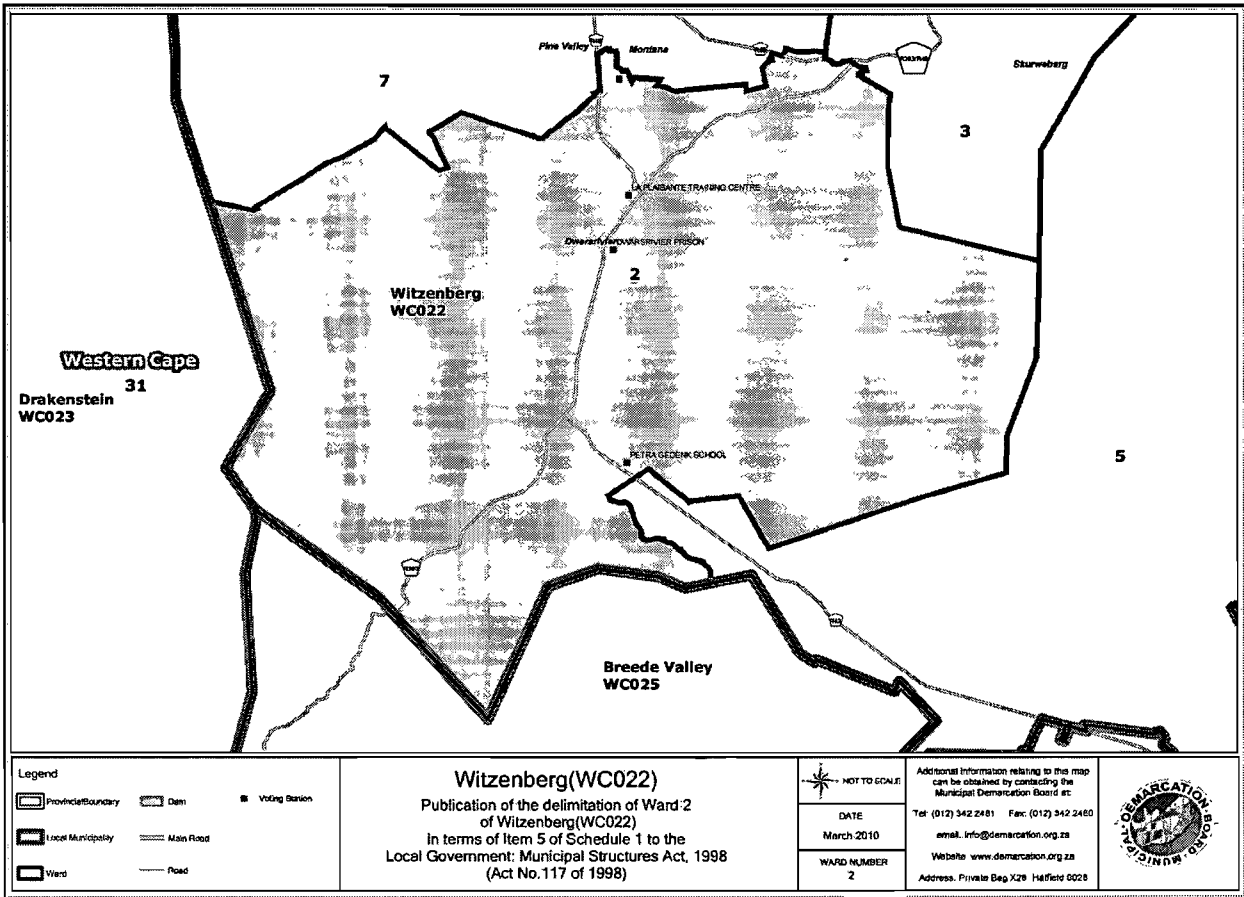 Pine Valley
Montana
Skurweberg
7
3
LA PLAISANTE TRAINING CENTRE
DWARSRIVIER PRISON
2
Witzenberg
WC022
Western Cape
31
Drakenstein
WC023
PETRA GEDENK SCHOOL
5
Breede Valley
WC025
Legend
ProvincialBoundary
Dam
Voting Station
Local Municipality
Main Road
Ward
Road
Witzenberg(WC022)
Publication of the delimitation of Ward:2
of Witzenberg(WC022)
in terms of Item 5 of Schedule 1 to the
Local Government: Municipal Structures Act, 1998
(Act No.117 of 1998)
NOT TO SCALE
DATE
March-2010
WARD NUMBER
2
Additional information relating to this map
can be obtained by contacting the
Municipal Demarcation Board at:
Tel: (012) 342 2481 Fax: (012) 342 2480
email. info@demarcation.org.za
Website www.demarcation.org.za
Address. Private Bag X28 Hatfield 0028
MUNICIPAL DEMARCATION BOARD